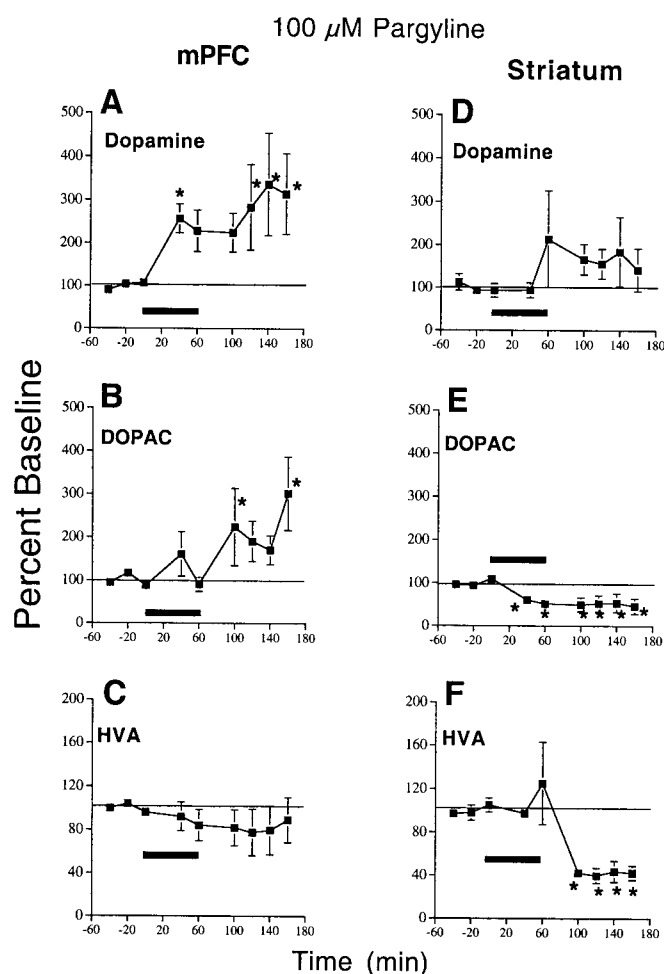 100 µM Pargyline
mPFC
Striatum
Percent Baseline
A
Dopamine
500
400
300
200
100
0
* * * *
-60 -20 20 60 100 140 180
D
Dopamine
500
400
300
200
100
0
-60 -20 20 60 100 140 180
B
DOPAC
500
400
300
200
100
0
* *
-60 -20 20 60 100 140 180
E
DOPAC
500
400
300
200
100
0
* * * * * *
-60 -20 20 60 100 140 180
C
HVA
200
160
120
80
40
0
-60 -20 20 60 100 140 180
F
HVA
200
160
120
80
40
0
* * * *
-60 -20 20 60 100 140 180
Time (min)